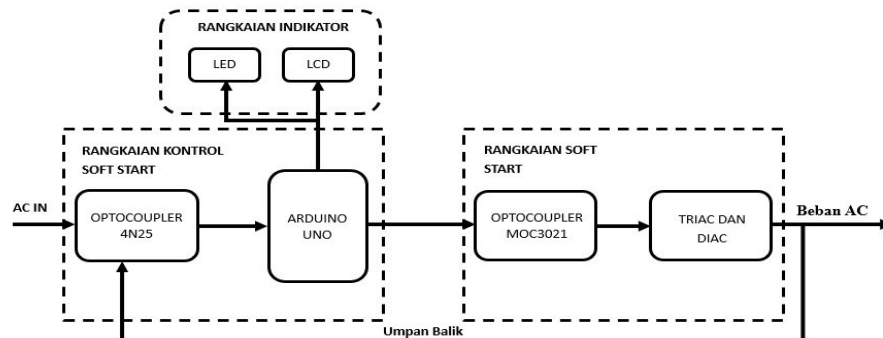 RANGKAIAN INDIKATOR
LED
LCD
RANGKAIAN KONTROL
SOFT START
RANGKAIAN SOFT
START
AC IN
OPTOCOUPLER
4N25
ARDUINO
UNO
OPTOCOUPLER
MOC3021
TRIAC DAN
DIAC
Beban AC
Umpan Balik